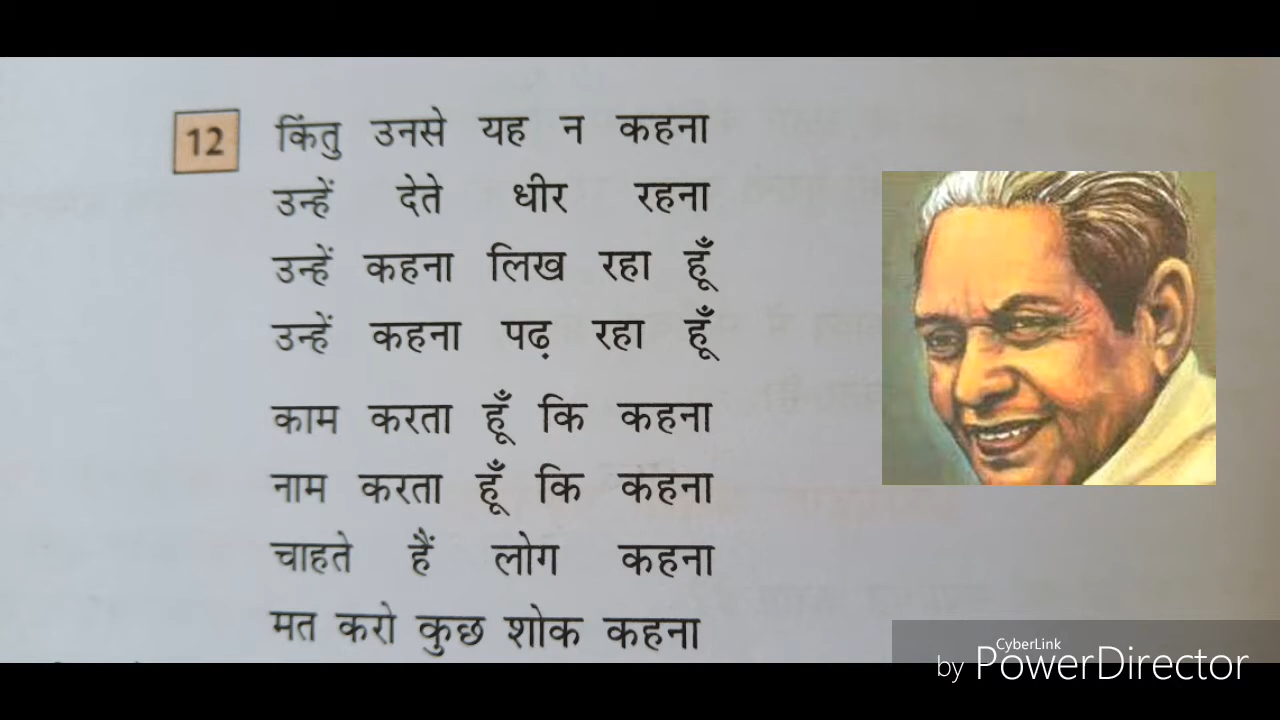 12
किंतु उनसे यह न कहना
उन्हें देते धीर रहना
उन्हें कहना लिख रहा हूँ
उन्हें कहना पढ़ रहा हूँ
काम करता हूँ कि कहना
नाम करता हूँ कि कहना
चाहते हैं लोग कहना
मत करो कुछ शोक कहना
CyberLink
by PowerDirector